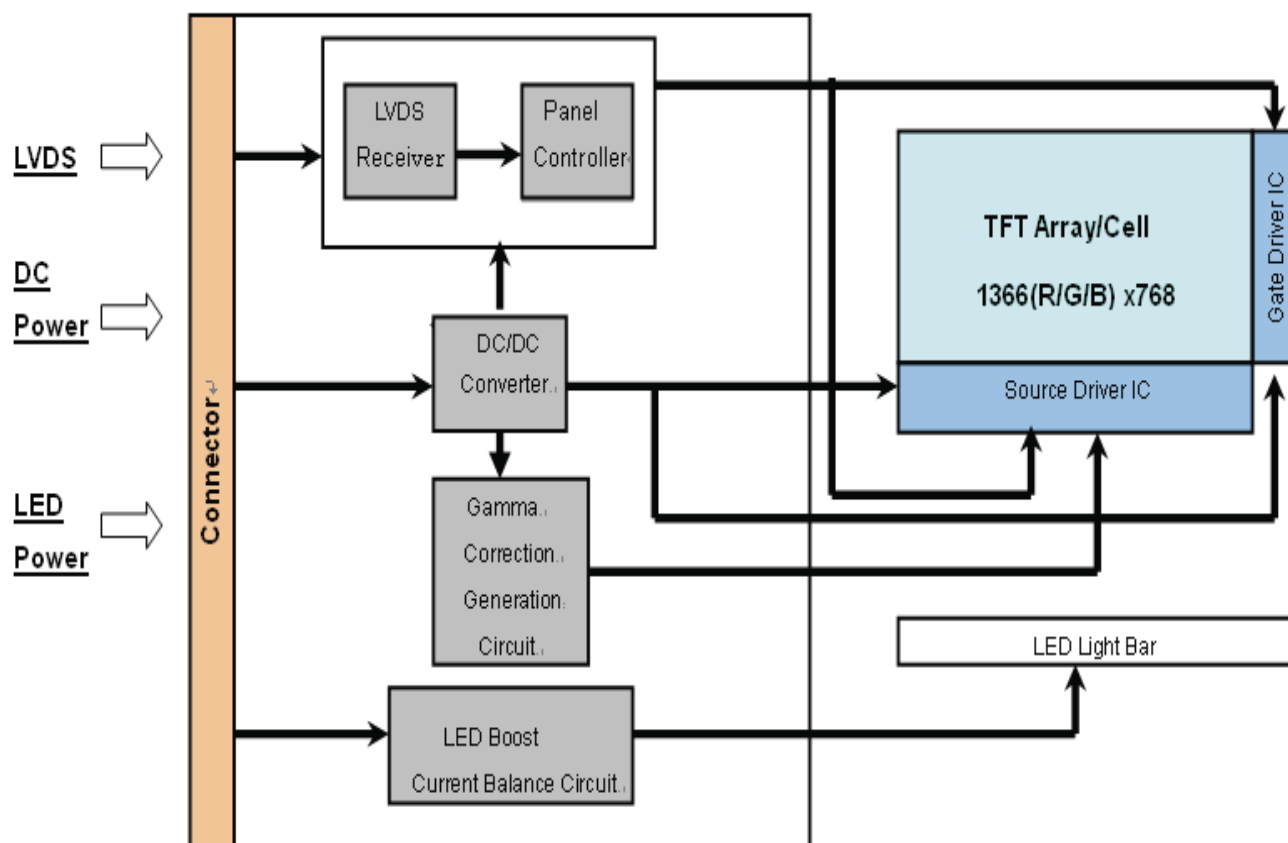 LVDS
DC
Power
LED
Power
Connector
LVDS
Receiver
Panel
Controller
DC/DC
Converter
Gamma
Correction
Generation
Circuit
LED Boost
Current Balance Circuit
TFT Array/Cell
1366(R/G/B) x768
Gate Driver IC
Source Driver IC
LED Light Bar